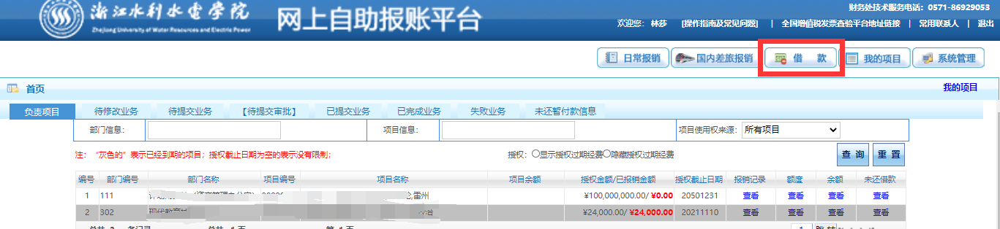 浙江水利水電学院
Zhejiang University of Water Resources and Electric Power
网上自助报账平台
财务处技术服务电话：0571-86929053
欢迎您： 林莎 [操作指南及常见问题] | 全国增值税发票查验平台地址链接 | 常用联系人 | 退出
日常报销 国内差旅报销 借 款 我的项目 系统管理
首页 我的项目
负责项目 待修改业务 待提交业务 【待提交审批】 已提交业务 已完成业务 失败业务 未还暂付款信息
部门信息： 项目信息： 项目使用权来源： 所有项目
注： “灰色的”表示已经到期的项目；授权截止日期为空的表示没有限制； 授权： 显示授权过期经费 隐藏授权过期经费 查 询 重 置
编号 部门编号 部门名称 项目编号 项目名称 项目余额 授权金额/已报销金额 授权截止日期 报销记录 额度 余额 未还借款
1 111 ,雷州 ¥100,000,000.00/ ¥0.00 20501231 查看 查看 查看 查看
2 302 ¥24,000.00/ ¥24,000.00 20211110 查看 查看 查看 查看